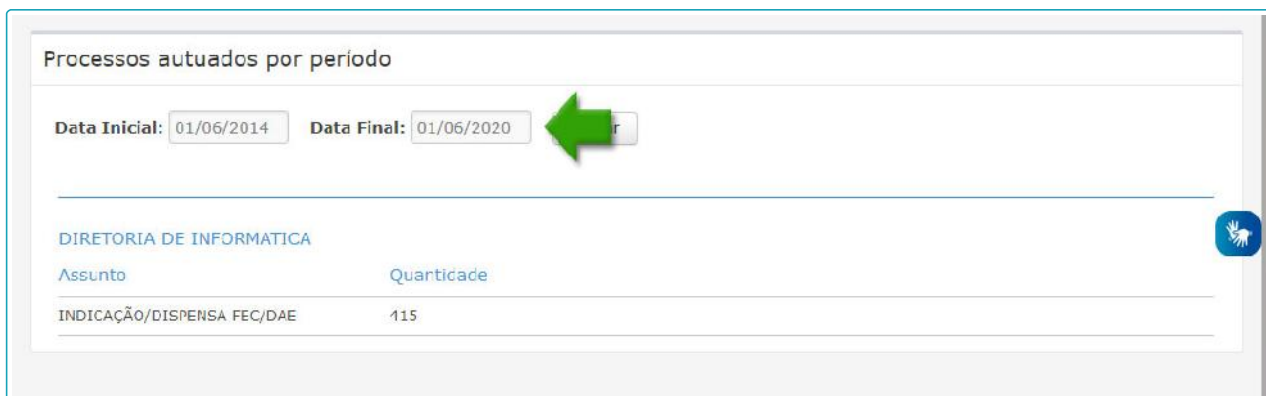 Processos autuados por período
Data Inicial: 01/06/2014 Data Final: 01/06/2020
DIRETORIA DE INFORMATICA
Assunto Quantidade
INDICAÇÃO/DISPENSA FEC/DAE 415